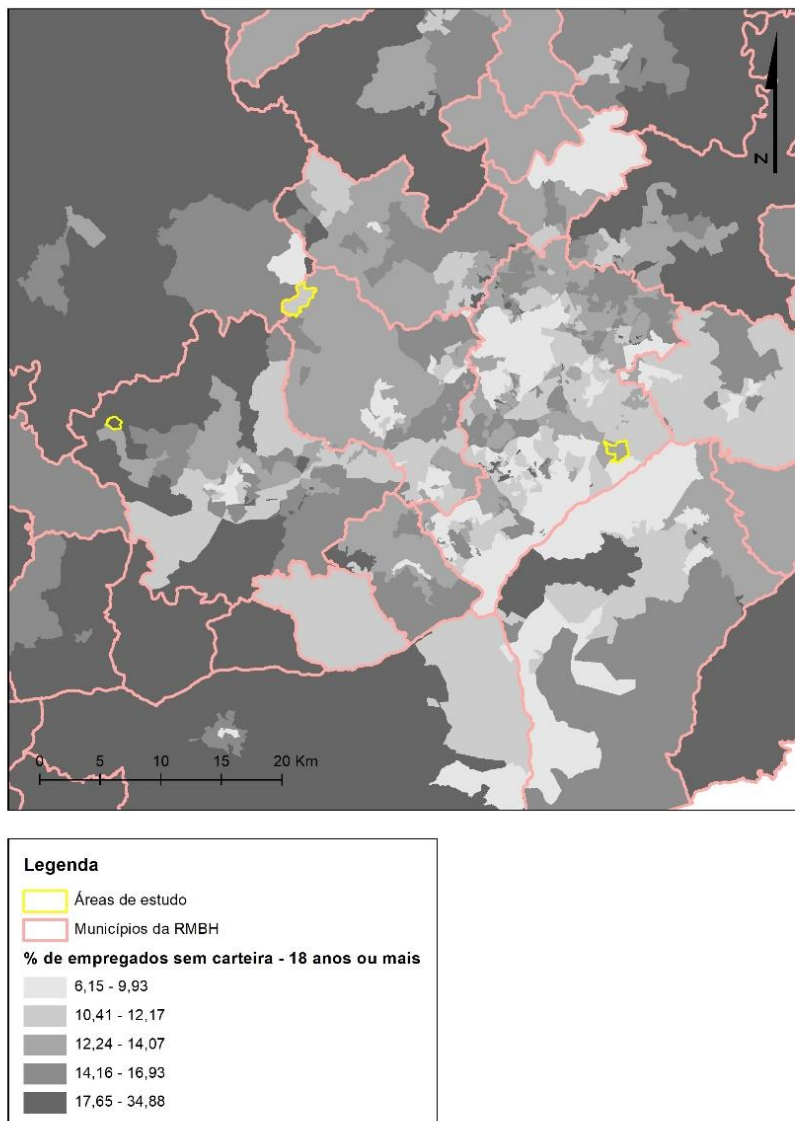 N
0 5 10 15 20 Km
Legenda
Áreas de estudo
Municípios da RMBH
% de empregados sem carteira - 18 anos ou mais
6,15 - 9,93
10,41 - 12,17
12,24 - 14,07
14,16 - 16,93
17,65 - 34,88